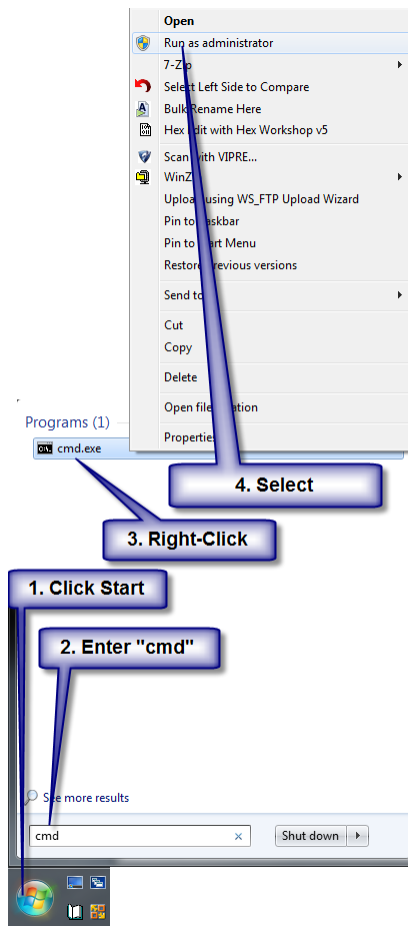 Open
Run as administrator
7-Zip
Select Left Side to Compare
Bulk Rename Here
Hex Edit with Hex Workshop v5
Scan with VIPRE...
WinZ
Upload using WS_FTP Upload Wizard
Pin to Taskbar
Pin to Start Menu
Restore previous versions
Send to
Cut
Copy
Delete
Open file location
Properties
Programs (1)
cmd.exe
4. Select
3. Right-Click
1. Click Start
2. Enter "cmd"
See more results
cmd
Shut down